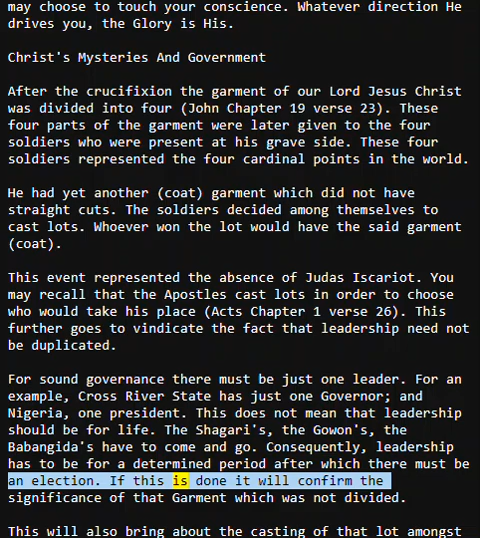 may choose to touch your conscience. Whatever direction He
drives you, the Glory is His.
Christ's Mysteries And Government
After the crucifixion the garment of our Lord Jesus Christ
was divided into four (John Chapter 19 verse 23). These
four parts of the garment were later given to the four
soldiers who were present at his grave side. These four
soldiers represented the four cardinal points in the world.
He had yet another (coat) garment which did not have
straight cuts. The soldiers decided among themselves to
cast lots. Whoever won the lot would have the said garment
(coat).
This event represented the absence of Judas Iscariot. You
may recall that the Apostles cast lots in order to choose
who would take his place (Acts Chapter 1 verse 26). This
further goes to vindicate the fact that leadership need not
be duplicated.
For sound governance there must be just one leader. For an
example, Cross River State has just one Governor; and
Nigeria, one president. This does not mean that leadership
should be for life. The Shagari's, the Gowon's, the
Babangida's have to come and go. Consequently, leadership
has to be for a determined period after which there must be
an election. If this is done it will confirm the
significance of that Garment which was not divided.
This will also bring about the casting of that lot amongst